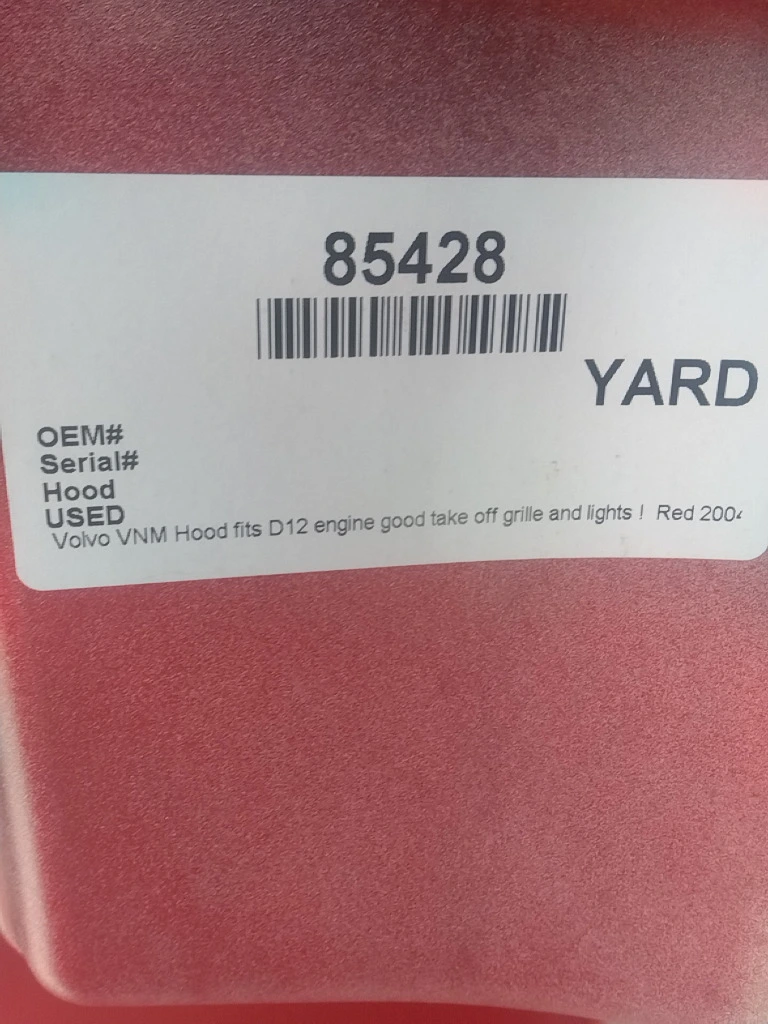 85428
YARD
OEM#
Serial#
Hood
USED
Volvo VNM Hood fits D12 engine good take off grille and lights ! Red 2004